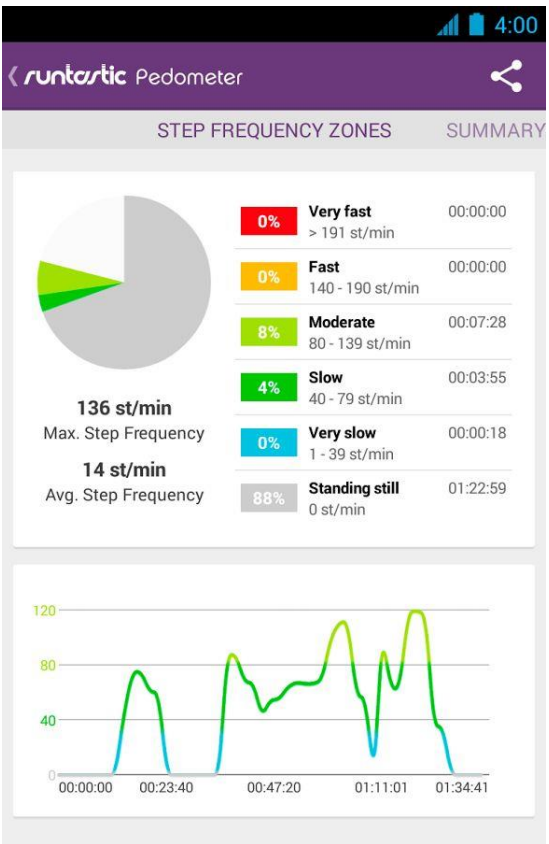 4:00
runtastic Pedometer
STEP FREQUENCY ZONES SUMMARY
0% Very fast 00:00:00
> 191 st/min
0% Fast 00:00:00
140 - 190 st/min
8% Moderate 00:07:28
80 - 139 st/min
4% Slow 00:03:55
40 - 79 st/min
0% Very slow 00:00:18
1 - 39 st/min
88% Standing still 01:22:59
0 st/min
136 st/min
Max. Step Frequency
14 st/min
Avg. Step Frequency
120
80
40
0
00:00:00 00:23:40 00:47:20 01:11:01 01:34:41